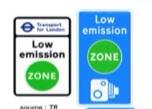 Transport
for London
Low
emission
ZONE
Low
emission
ZONE
source : Tfl